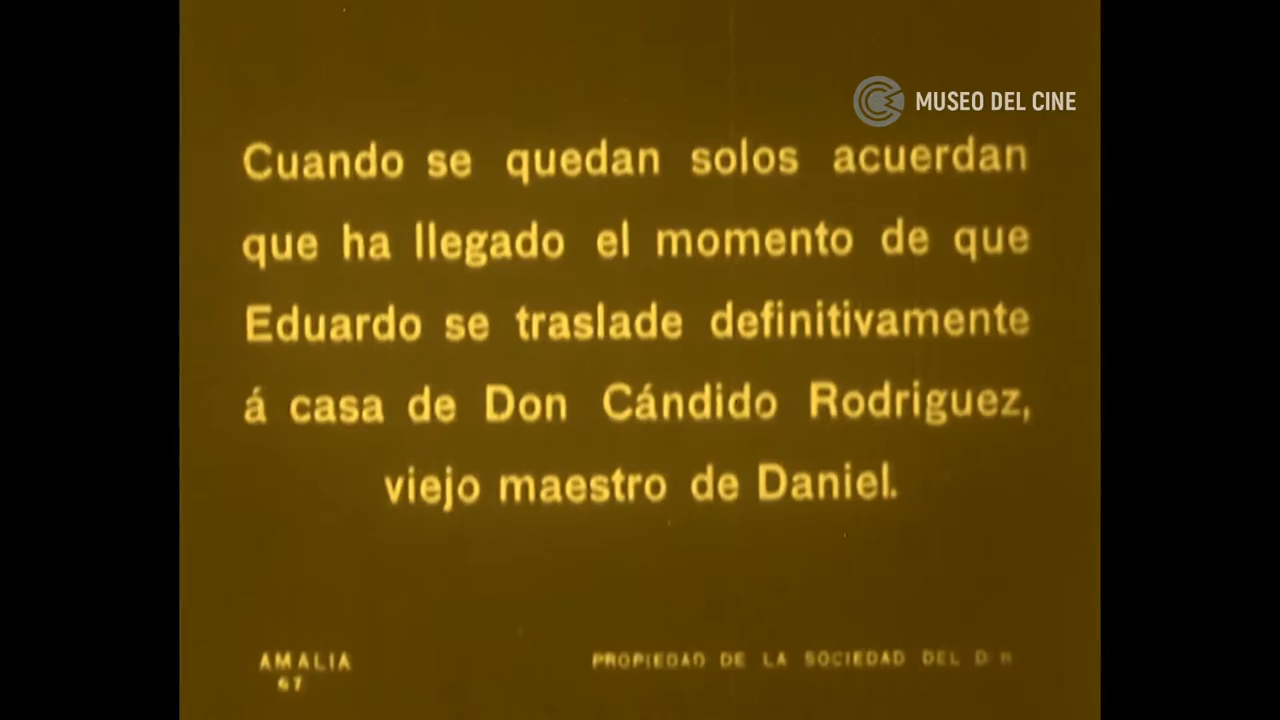 MUSEO DEL CINE
Cuando se quedan solos acuerdan
que ha llegado el momento de que
Eduardo se traslade definitivamente
á casa de Don Cándido Rodriguez,
viejo maestro de Daniel.
AMALIA
67
PROPIEDAD DE LA SOCIEDAD DEL D